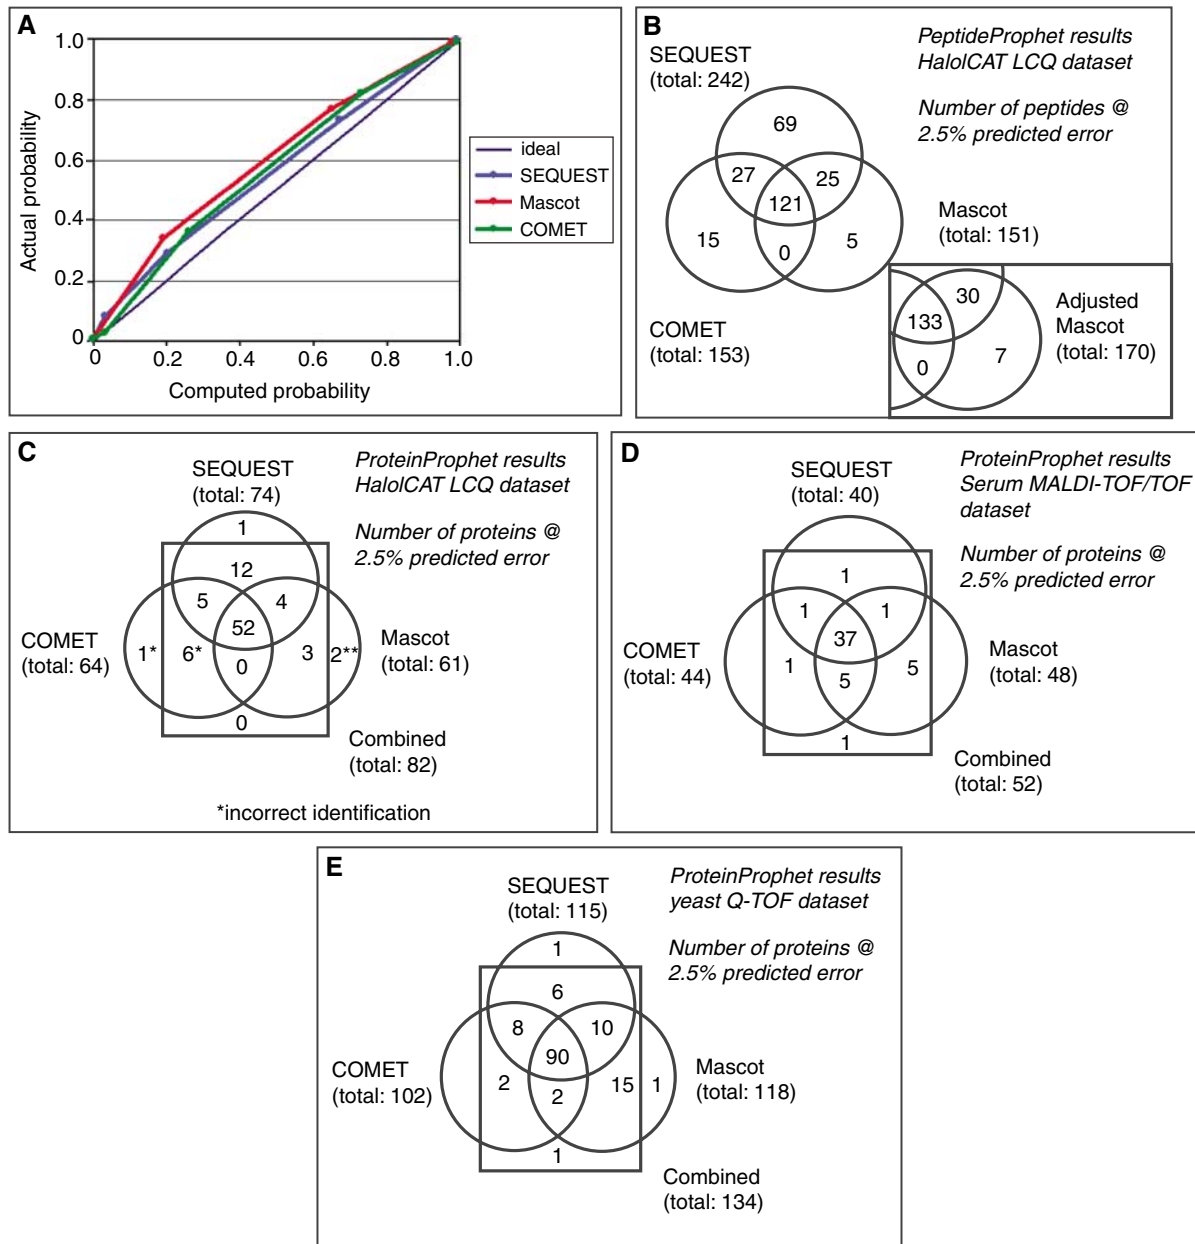 A
1.0
0.8
0.6
0.4
0.2
0
Actual probability
0
0.2
0.4
0.6
0.8
1.0
Computed probability
ideal
SEQUEST
Mascot
COMET
B
SEQUEST
(total: 242)
PeptideProphet results
HaloICAT LCQ dataset
Number of peptides @
2.5% predicted error
69
27
25
121
15
0
5
Mascot
(total: 151)
COMET
(total: 153)
30
133
0
7
Adjusted
Mascot
(total: 170)
C
SEQUEST
(total: 74)
ProteinProphet results
HaloICAT LCQ dataset
Number of proteins @
2.5% predicted error
1
12
5
4
52
COMET
(total: 64)
1*
6*
0
3
2**
Mascot
(total: 61)
0
Combined
(total: 82)
*incorrect identification
D
SEQUEST
(total: 40)
ProteinProphet results
Serum MALDI-TOF/TOF
dataset
Number of proteins @
2.5% predicted error
1
1
1
37
COMET
(total: 44)
1
5
5
Mascot
(total: 48)
1
Combined
(total: 52)
E
SEQUEST
(total: 115)
ProteinProphet results
yeast Q-TOF dataset
Number of proteins @
2.5% predicted error
1
6
8
10
90
COMET
(total: 102)
2
2
15
1
Mascot
(total: 118)
1
Combined
(total: 134)